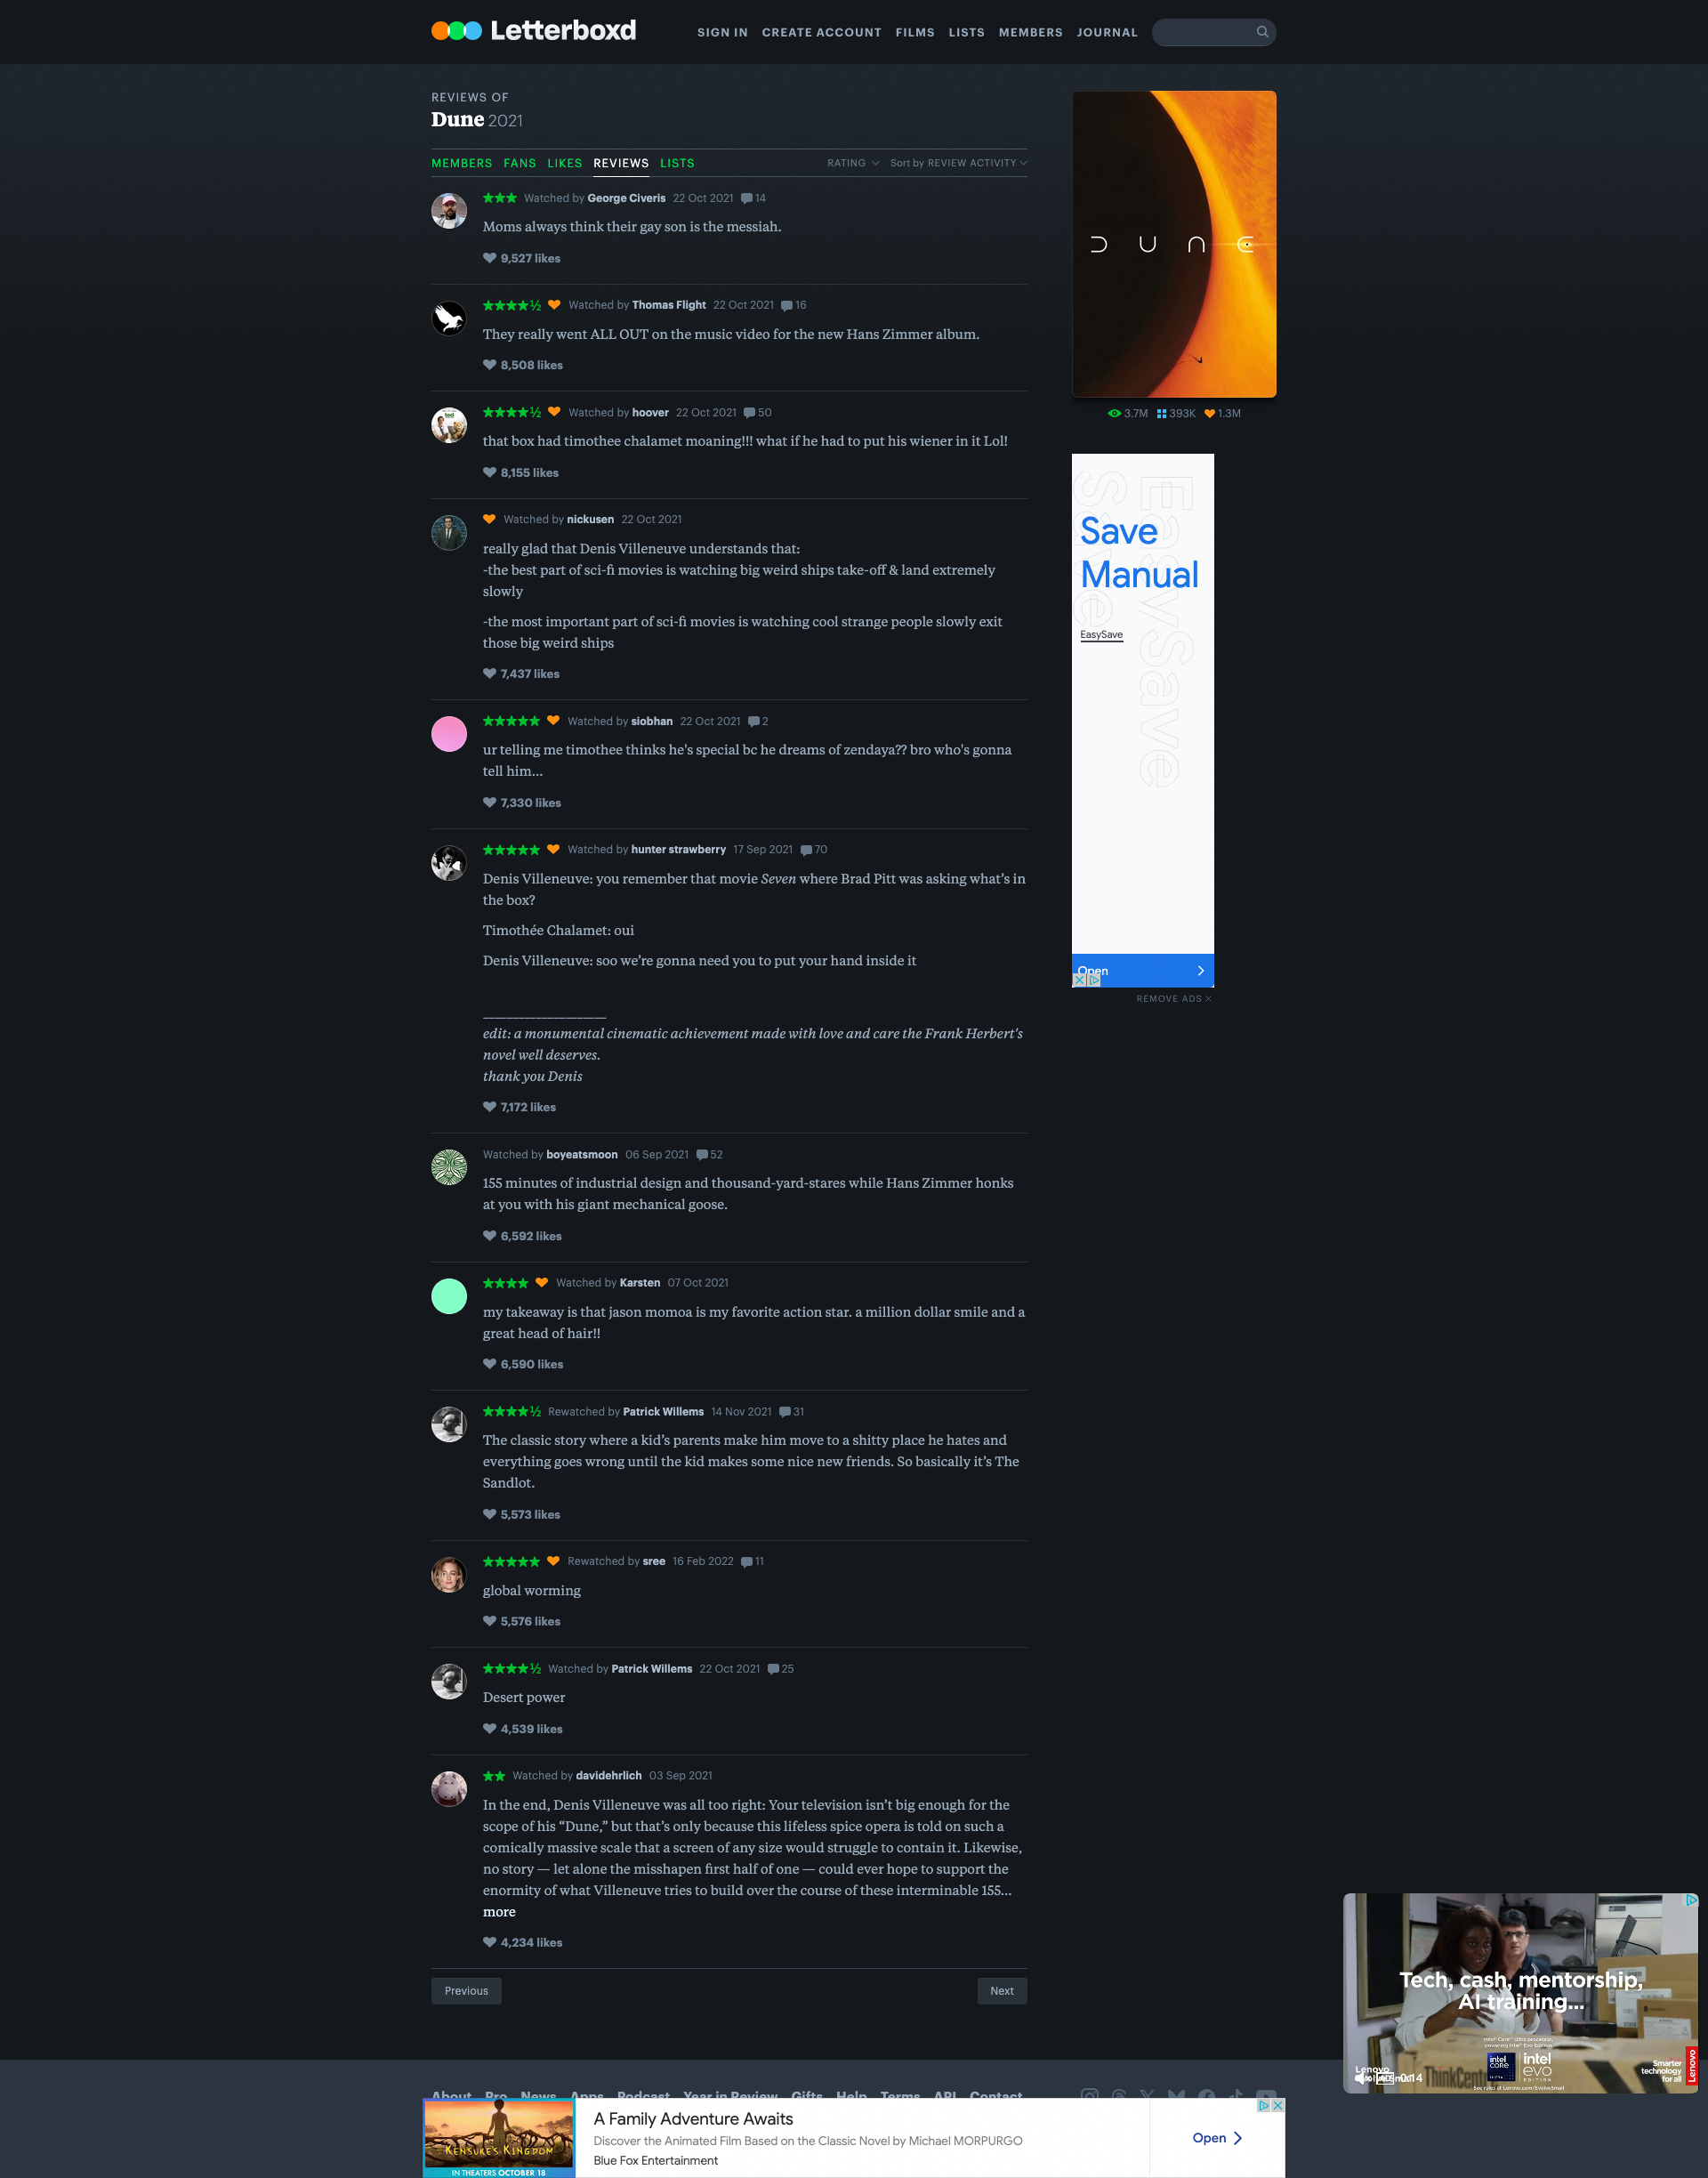 Letterboxd
SIGN IN CREATE ACCOUNT FILMS LISTS MEMBERS JOURNAL
REVIEWS OF
Dune 2021
MEMBERS FANS LIKES REVIEWS LISTS RATING Sort by REVIEW ACTIVITY
★★★ Watched by George Civeris 22 Oct 2021 14
Moms always think their gay son is the messiah.
9,527 likes
★★★★½ Watched by Thomas Flight 22 Oct 2021 16
They really went ALL OUT on the music video for the new Hans Zimmer album.
8,508 likes
★★★★½ Watched by hoover 22 Oct 2021 50
that box had timothee chalamet moaning!!! what if he had to put his wiener in it Lol!
8,155 likes
Watched by nickusen 22 Oct 2021
really glad that Denis Villeneuve understands that:
-the best part of sci-fi movies is watching big weird ships take-off & land extremely
slowly
-the most important part of sci-fi movies is watching cool strange people slowly exit
those big weird ships
7,437 likes
★★★★★ Watched by siobhan 22 Oct 2021 2
ur telling me timothee thinks he's special bc he dreams of zendaya?? bro who's gonna
tell him...
7,330 likes
★★★★★ Watched by hunter strawberry 17 Sep 2021 70
Denis Villeneuve: you remember that movie Seven where Brad Pitt was asking what's in
the box?
Timothée Chalamet: oui
Denis Villeneuve: soo we're gonna need you to put your hand inside it
____________________
edit: a monumental cinematic achievement made with love and care the Frank Herbert's
novel well deserves.
thank you Denis
7,172 likes
Watched by boyeatsmoon 06 Sep 2021 52
155 minutes of industrial design and thousand-yard-stares while Hans Zimmer honks
at you with his giant mechanical goose.
6,592 likes
★★★★ Watched by Karsten 07 Oct 2021
my takeaway is that jason momoa is my favorite action star. a million dollar smile and a
great head of hair!!
6,590 likes
★★★★½ Rewatched by Patrick Willems 14 Nov 2021 31
The classic story where a kid's parents make him move to a shitty place he hates and
everything goes wrong until the kid makes some nice new friends. So basically it's The
Sandlot.
5,573 likes
★★★★★ Rewatched by sree 16 Feb 2022 11
global worming
5,576 likes
★★★★½ Watched by Patrick Willems 22 Oct 2021 25
Desert power
4,539 likes
★★ Watched by davidehrlich 03 Sep 2021
In the end, Denis Villeneuve was all too right: Your television isn't big enough for the
scope of his "Dune," but that's only because this lifeless spice opera is told on such a
comically massive scale that a screen of any size would struggle to contain it. Likewise,
no story — let alone the misshapen first half of one — could ever hope to support the
enormity of what Villeneuve tries to build over the course of these interminable 155...
more
4,234 likes
Previous Next
DUNE
3.7M 393K 1.3M
EasySave
Save
Manual
EasySave
Open
REMOVE ADS
Tech, cash, mentorship,
AI training...
intel CORE
intel evo EDITION
Smarter
technology
for all
Lenovo
Lenovo
0:14
ThinkCent
See rules at Lenovo.com/EvolveSmall
About Pro News Apps Podcast Year in Review Gifts Help Terms API Contact
KENSUKE'S KINGDOM
IN THEATERS OCTOBER 18
A Family Adventure Awaits
Discover the Animated Film Based on the Classic Novel by Michael MORPURGO
Blue Fox Entertainment
Open